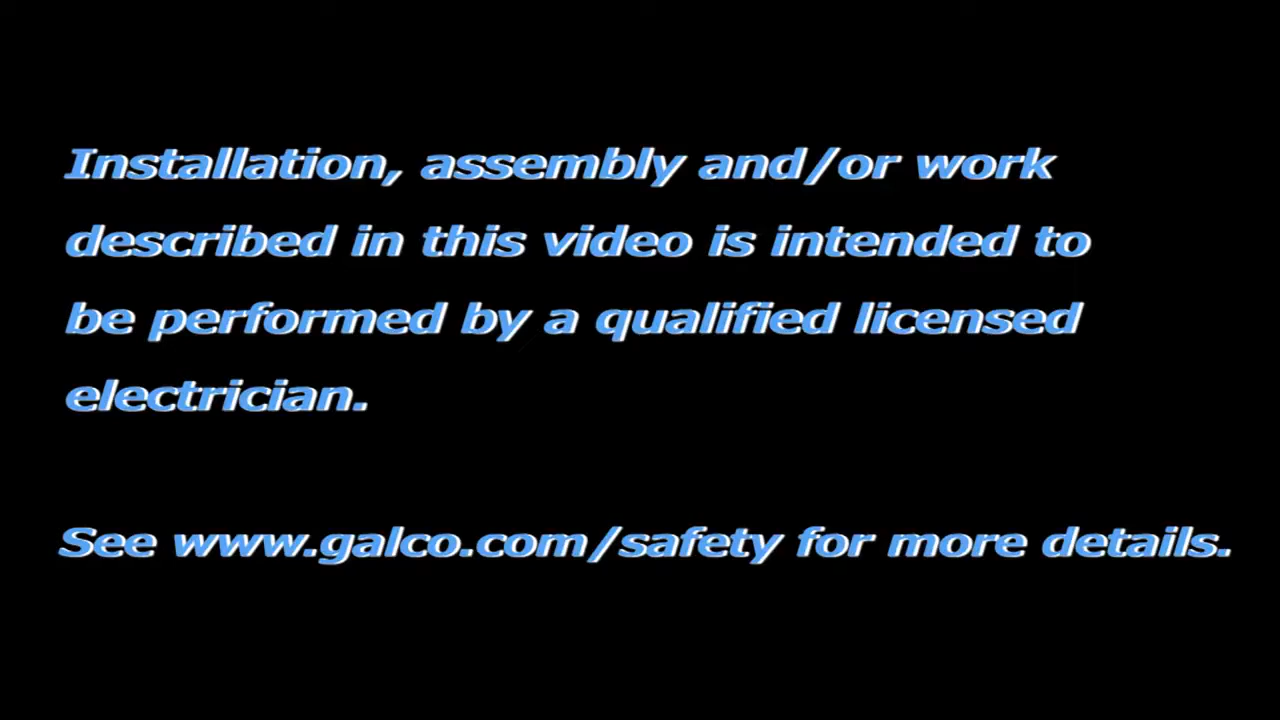 Installation, assembly and/or work
described in this video is intended to
be performed by a qualified licensed
electrician.
See www.galco.com/safety for more details.